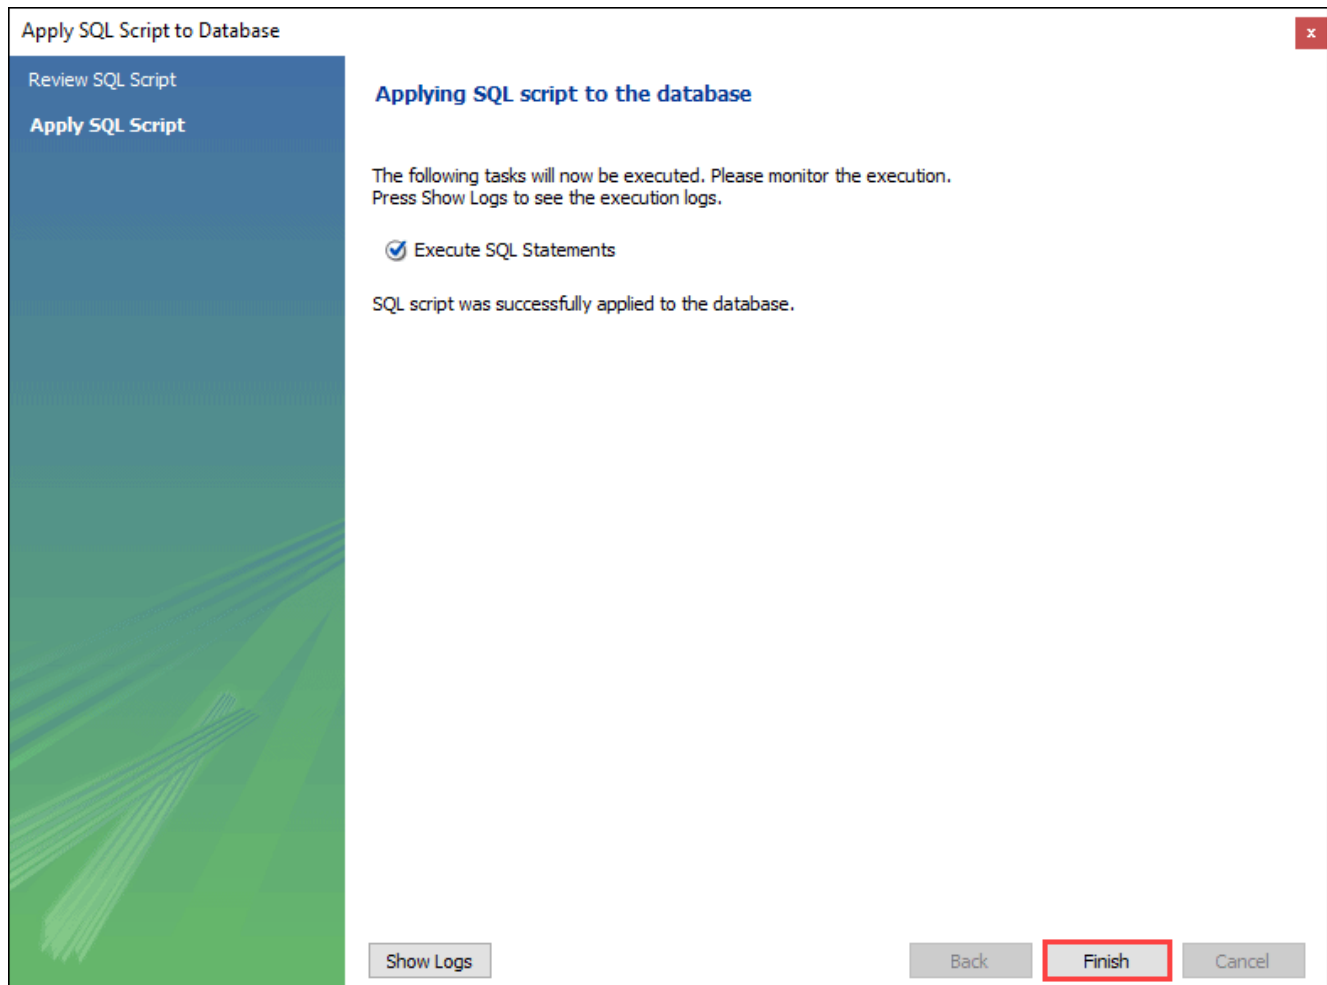 Apply SQL Script to Database
x
Review SQL Script
Apply SQL Script
Applying SQL script to the database
The following tasks will now be executed. Please monitor the execution.
Press Show Logs to see the execution logs.
Execute SQL Statements
SQL script was successfully applied to the database.
Show Logs
Back
Finish
Cancel